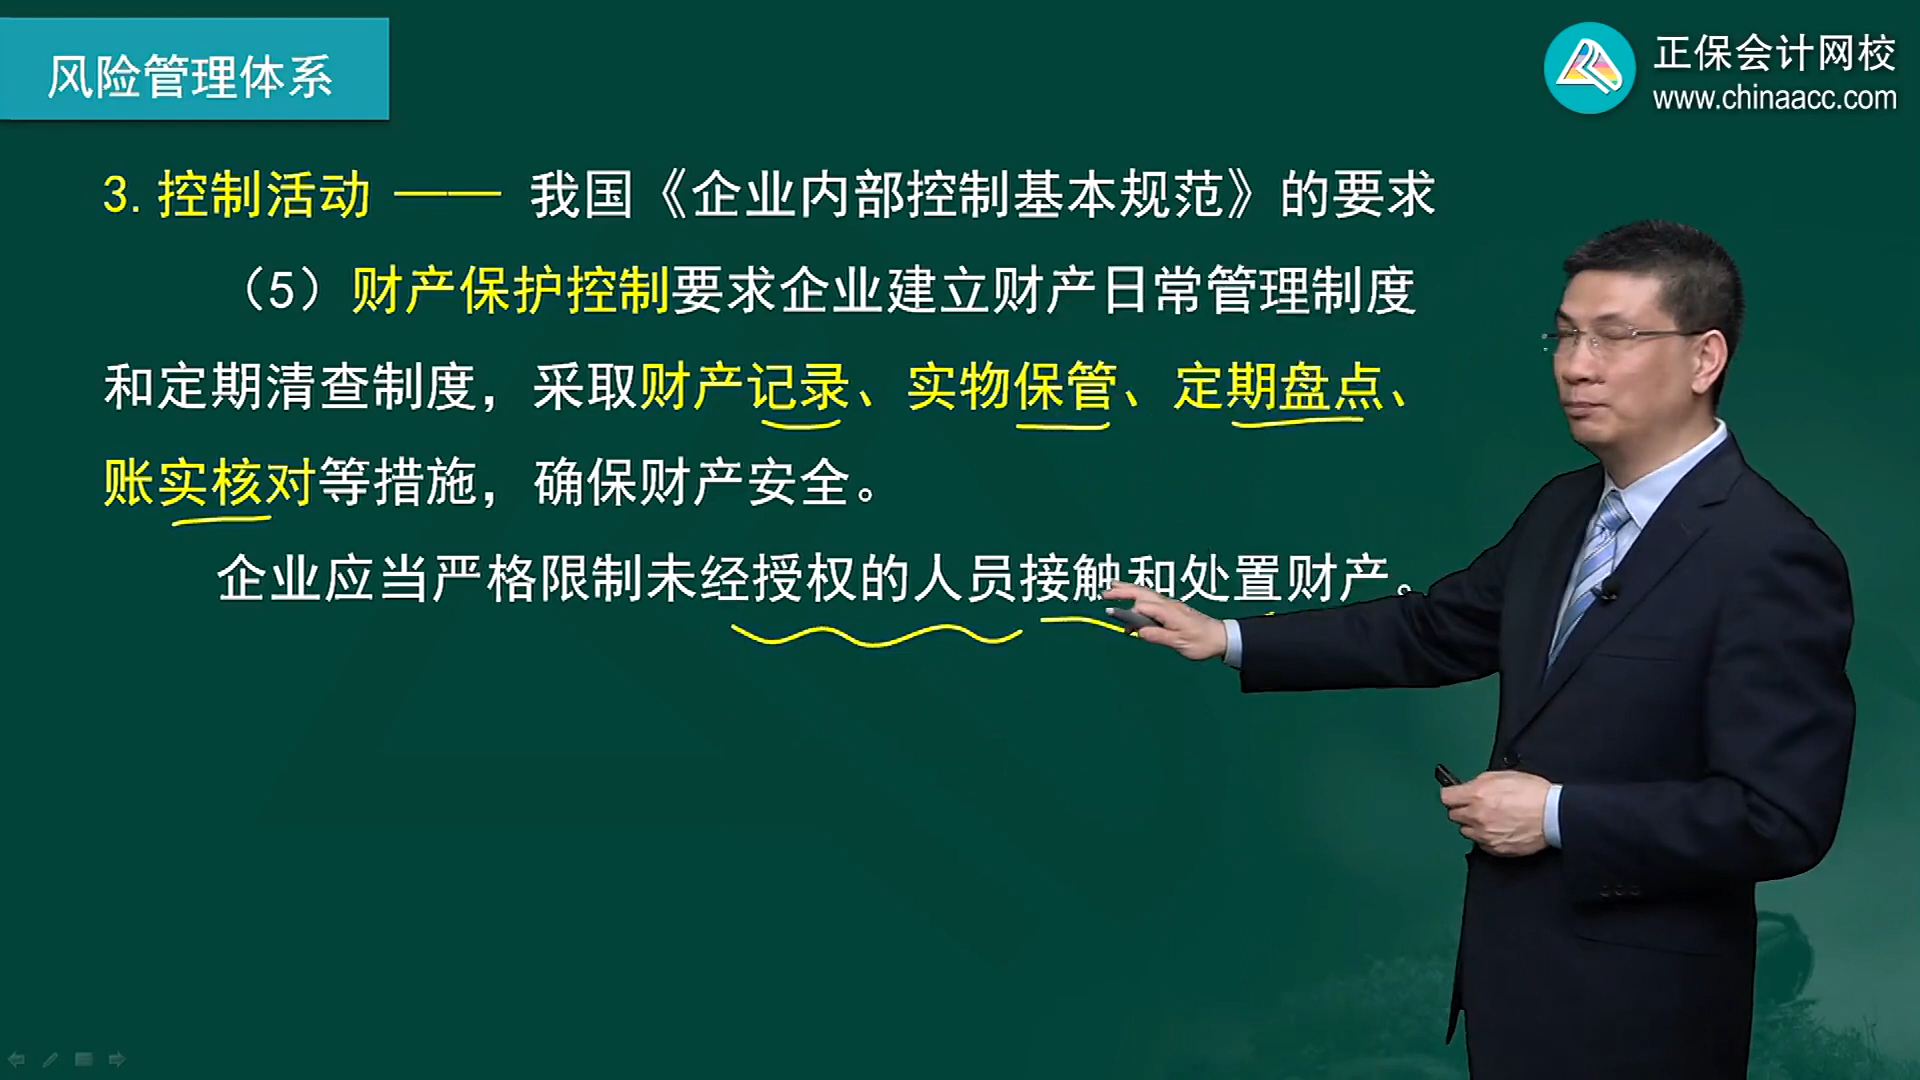 风险管理体系
正保会计网校
www.chinaacc.com
3. 控制活动 —— 我国《企业内部控制基本规范》的要求
（5）财产保护控制要求企业建立财产日常管理制度
和定期清查制度，采取财产记录、实物保管、定期盘点、
账实核对等措施，确保财产安全。
企业应当严格限制未经授权的人员接触和处置财产。